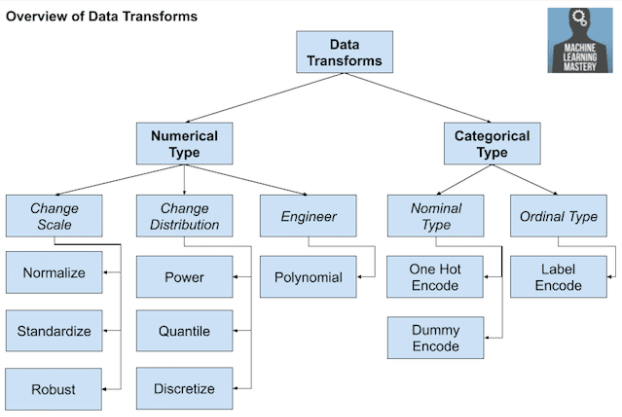 Overview of Data Transforms
MACHINE
LEARNING
MASTERY
Data
Transforms
Numerical
Type
Categorical
Type
Change
Scale
Change
Distribution
Engineer
Nominal
Type
Ordinal Type
Normalize
Power
Polynomial
One Hot
Encode
Label
Encode
Standardize
Quantile
Dummy
Encode
Robust
Discretize